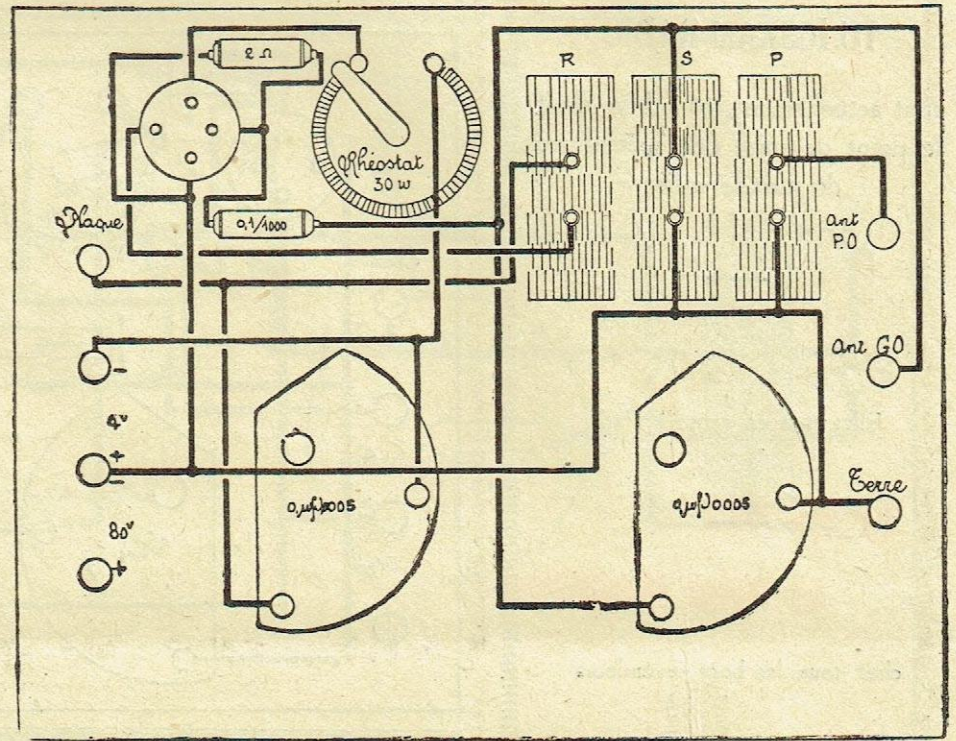 2 Ω
R S P
Rhéostat
30 w
0,1/1000
Plaque
ant
P.O
ant GO
-
4v
+
-
80v
+
Terre
0,μf)0005
0,μf)0005